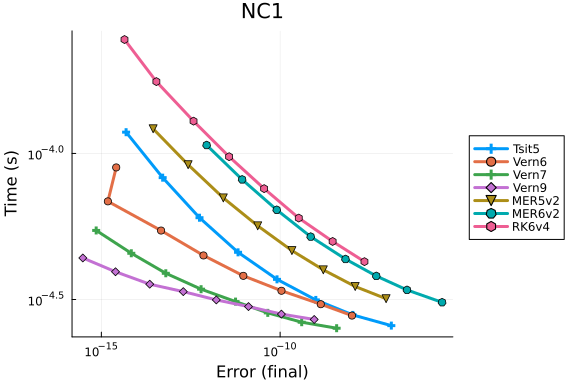 NC1
Time (s)
10⁻⁴·⁰
10⁻⁴·⁵
10⁻¹⁵
10⁻¹⁰
Error (final)
Tsit5
Vern6
Vern7
Vern9
MER5v2
MER6v2
RK6v4